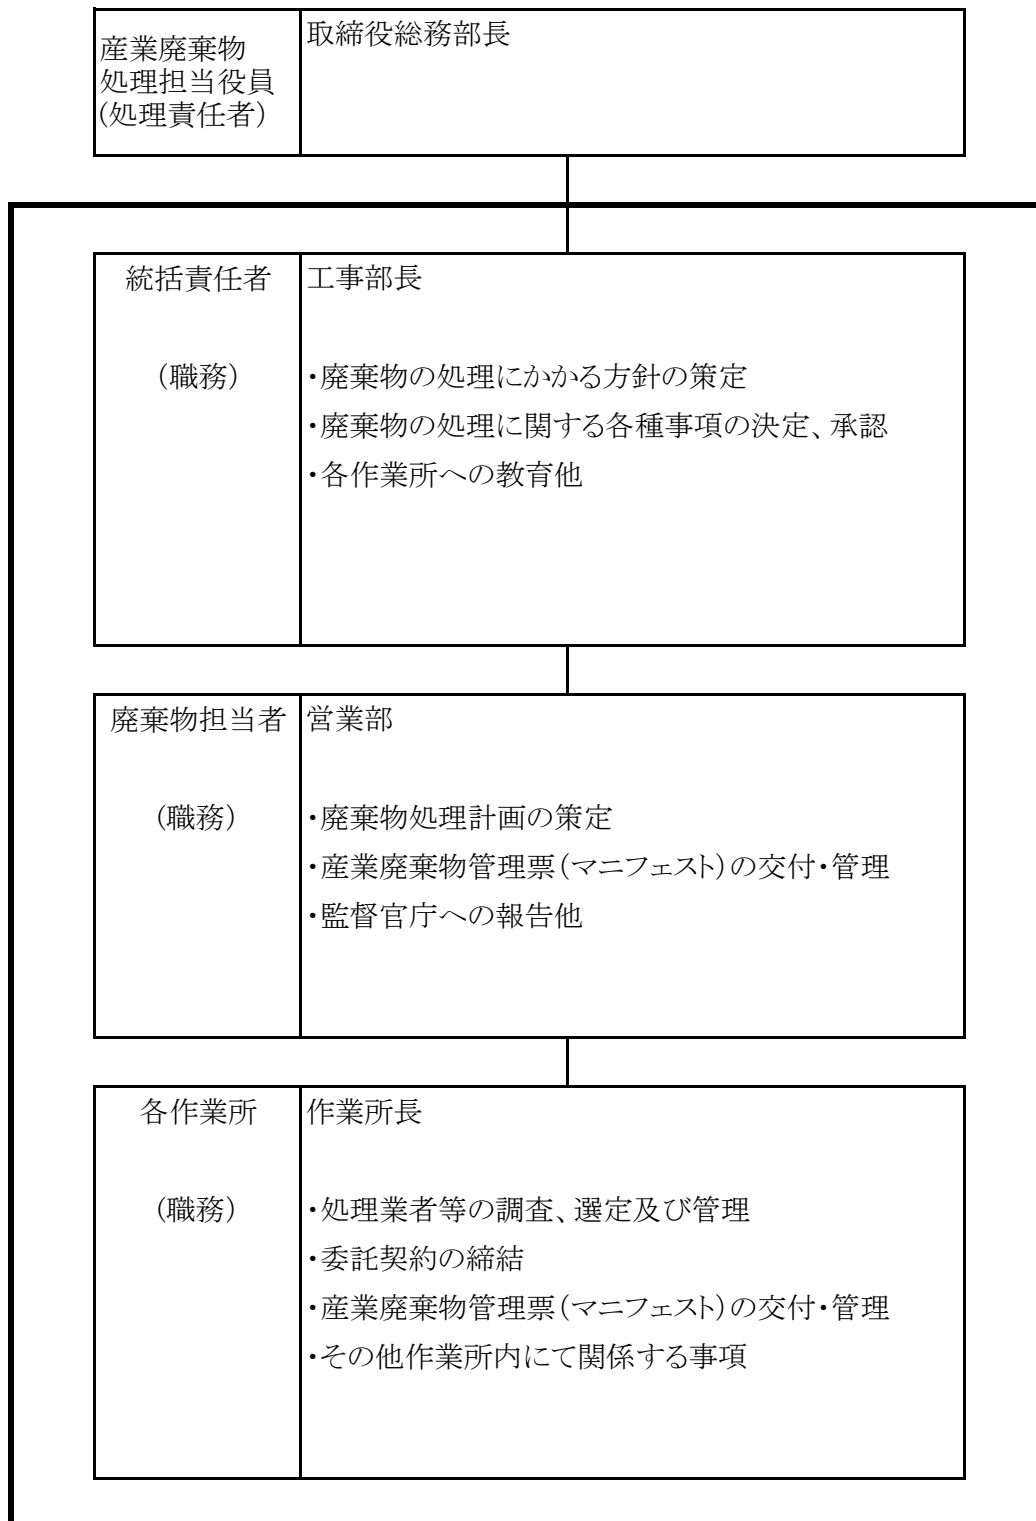 産業廃棄物
処理担当役員
(処理責任者)
取締役総務部長
統括責任者
工事部長
(職務)
・廃棄物の処理にかかる方針の策定
・廃棄物の処理に関する各種事項の決定、承認
・各作業所への教育他
廃棄物担当者
営業部
(職務)
・廃棄物処理計画の策定
・産業廃棄物管理票(マニフェスト)の交付・管理
・監督官庁への報告他
各作業所
作業所長
(職務)
・処理業者等の調査、選定及び管理
・委託契約の締結
・産業廃棄物管理票(マニフェスト)の交付・管理
・その他作業所内にて関係する事項